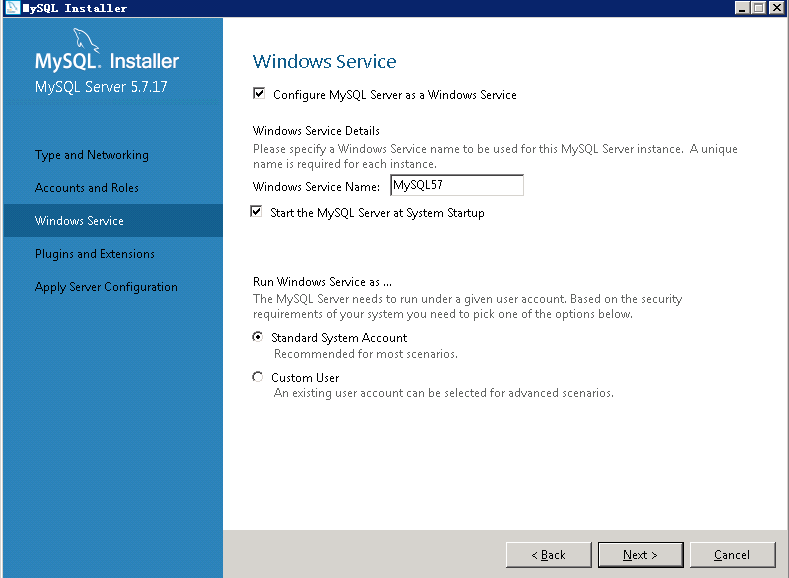 MySQL Installer
MySQL. Installer
MySQL Server 5.7.17
Type and Networking
Accounts and Roles
Windows Service
Plugins and Extensions
Apply Server Configuration
Windows Service
Configure MySQL Server as a Windows Service
Windows Service Details
Please specify a Windows Service name to be used for this MySQL Server instance. A unique
name is required for each instance.
Windows Service Name: MySQL57
Start the MySQL Server at System Startup
Run Windows Service as ...
The MySQL Server needs to run under a given user account. Based on the security
requirements of your system you need to pick one of the options below.
Standard System Account
Recommended for most scenarios.
Custom User
An existing user account can be selected for advanced scenarios.
< Back Next > Cancel